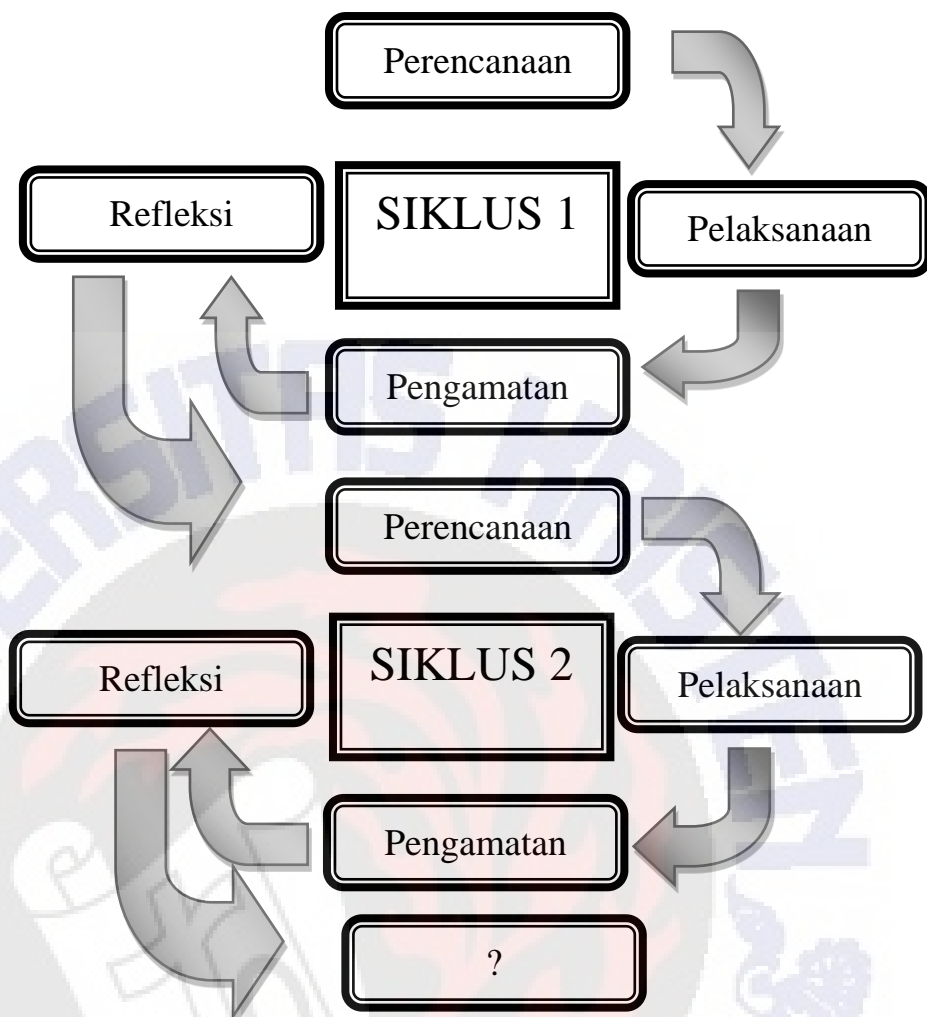 Perencanaan
Refleksi
SIKLUS 1
Pelaksanaan
Pengamatan
Perencanaan
Refleksi
SIKLUS 2
Pelaksanaan
Pengamatan
?